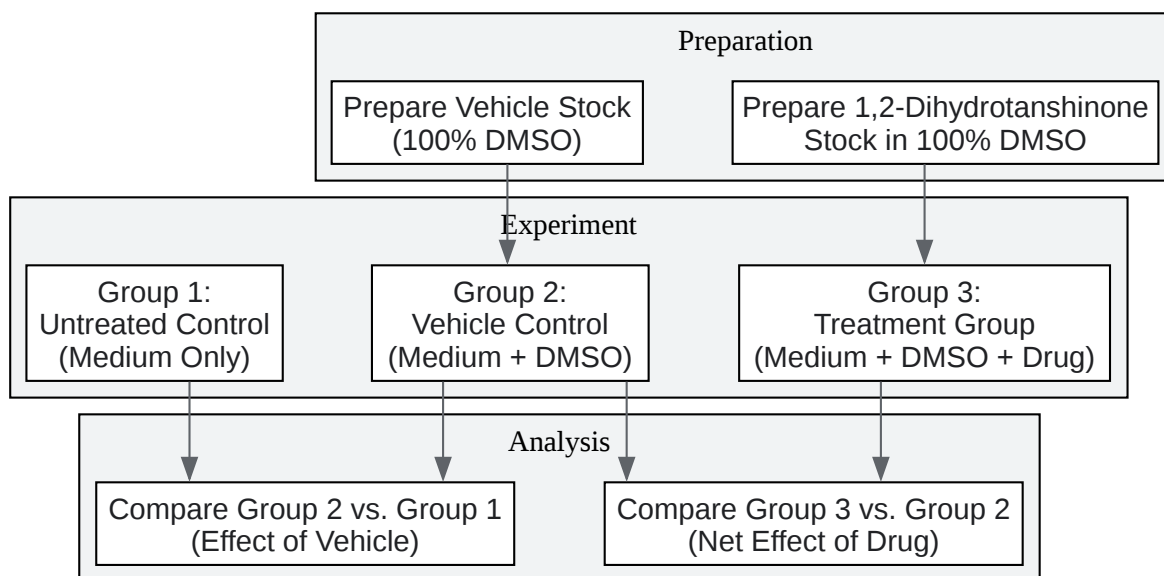 Preparation
Prepare Vehicle Stock
(100% DMSO)
Prepare 1,2-Dihydrotanshinone
Stock in 100% DMSO
Experiment
Group 1:
Untreated Control
(Medium Only)
Group 2:
Vehicle Control
(Medium + DMSO)
Group 3:
Treatment Group
(Medium + DMSO + Drug)
Analysis
Compare Group 2 vs. Group 1
(Effect of Vehicle)
Compare Group 3 vs. Group 2
(Net Effect of Drug)